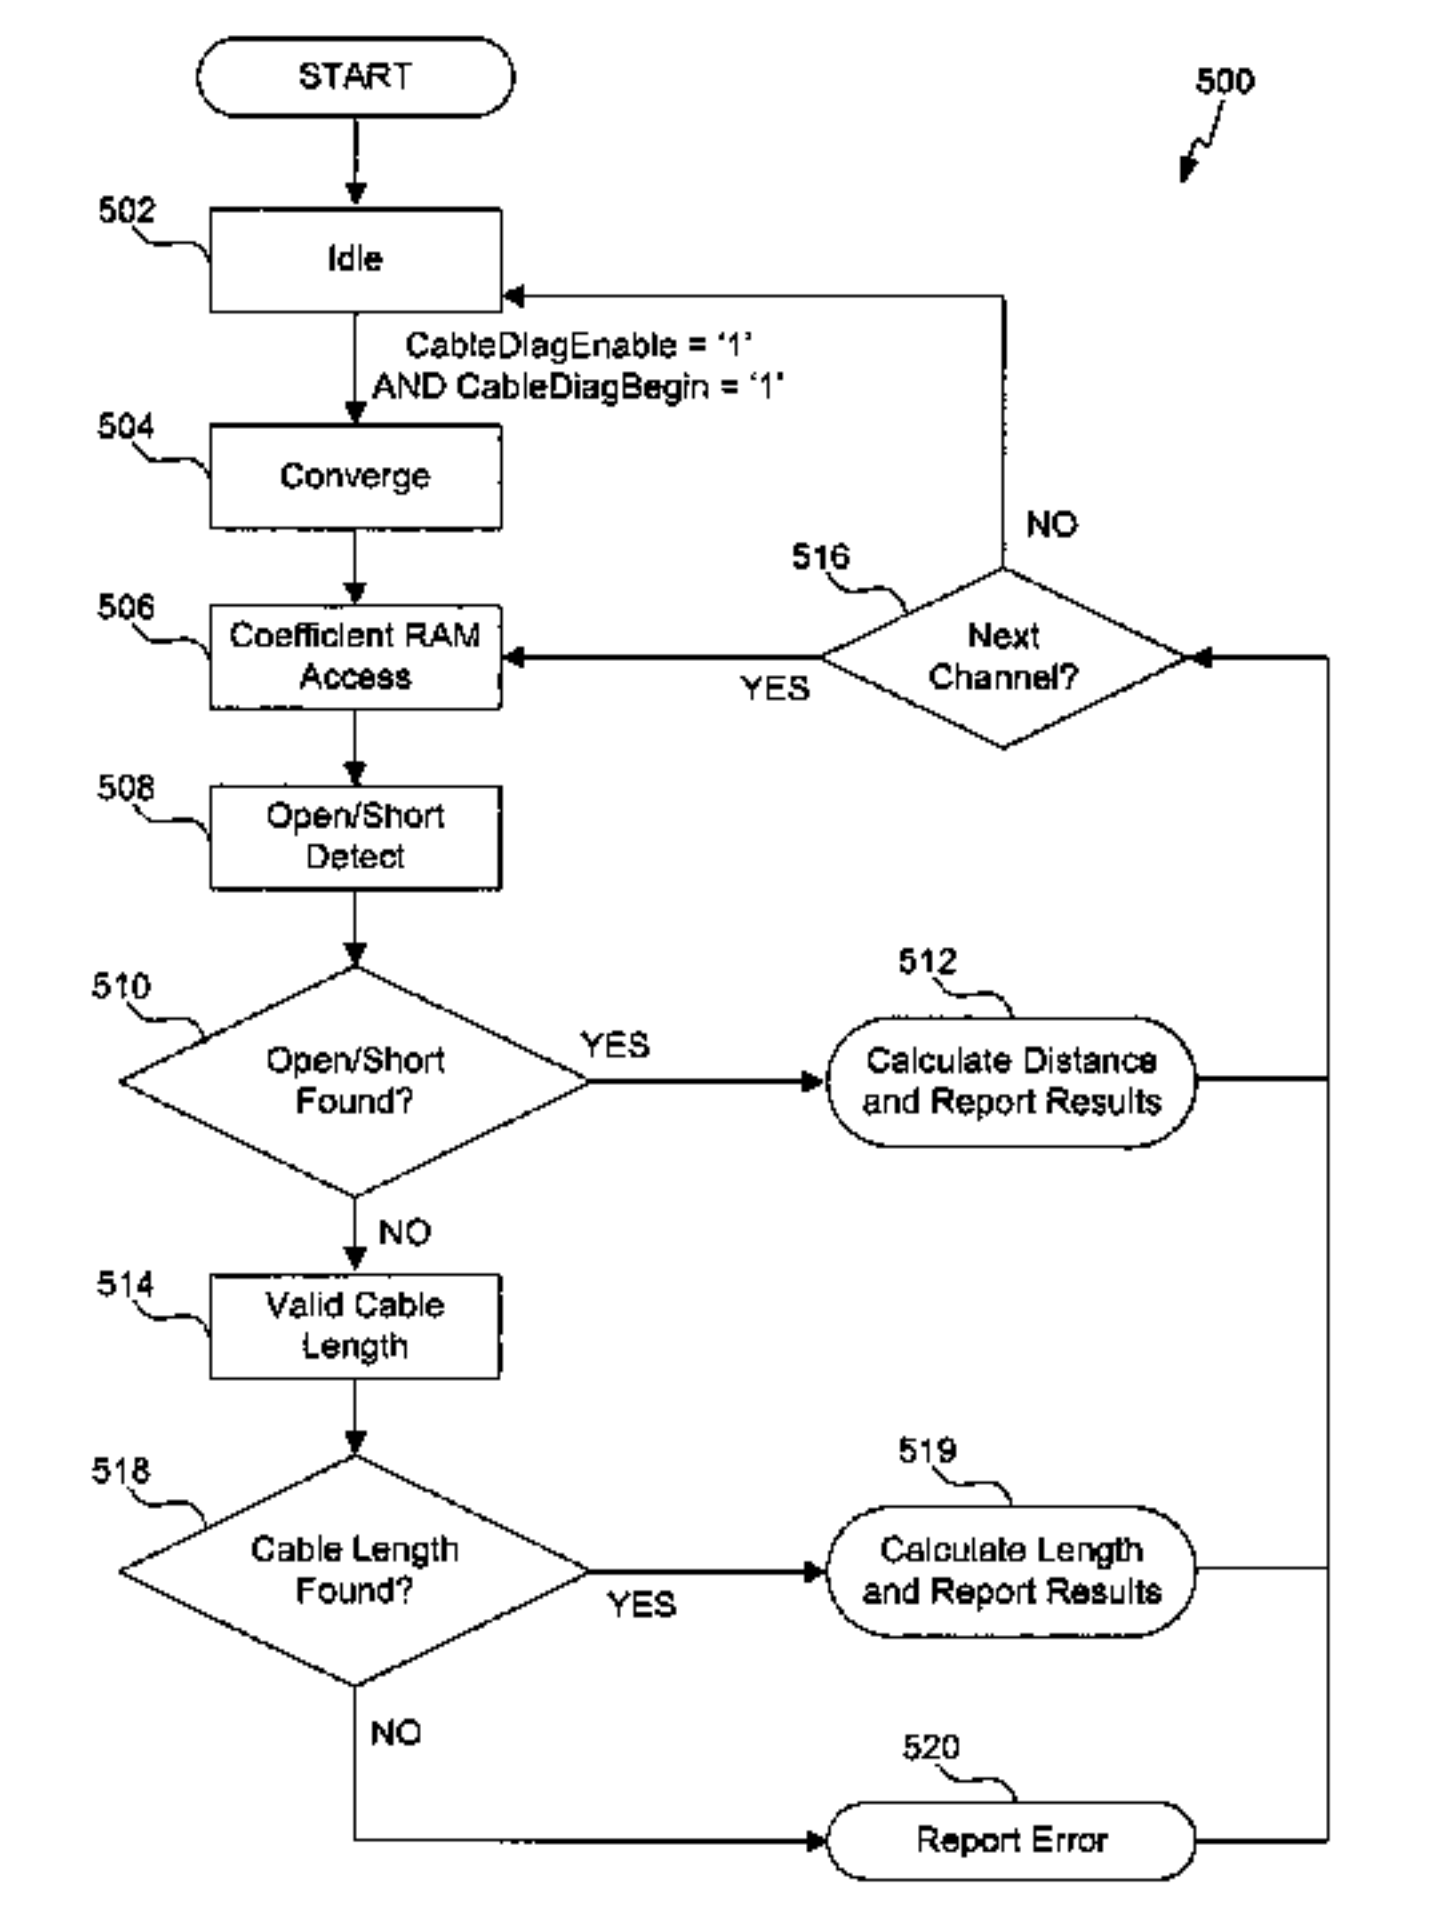 START
500
502
Idle
CableDiagEnable = ‘1’
AND CableDiagBegin = ‘1’
504
Converge
NO
516
506
Coefficient RAM
Access
Next
Channel?
YES
508
Open/Short
Detect
510
512
YES
Open/Short
Found?
Calculate Distance
and Report Results
NO
514
Valid Cable
Length
518
519
Cable Length
Found?
YES
Calculate Length
and Report Results
NO
520
Report Error